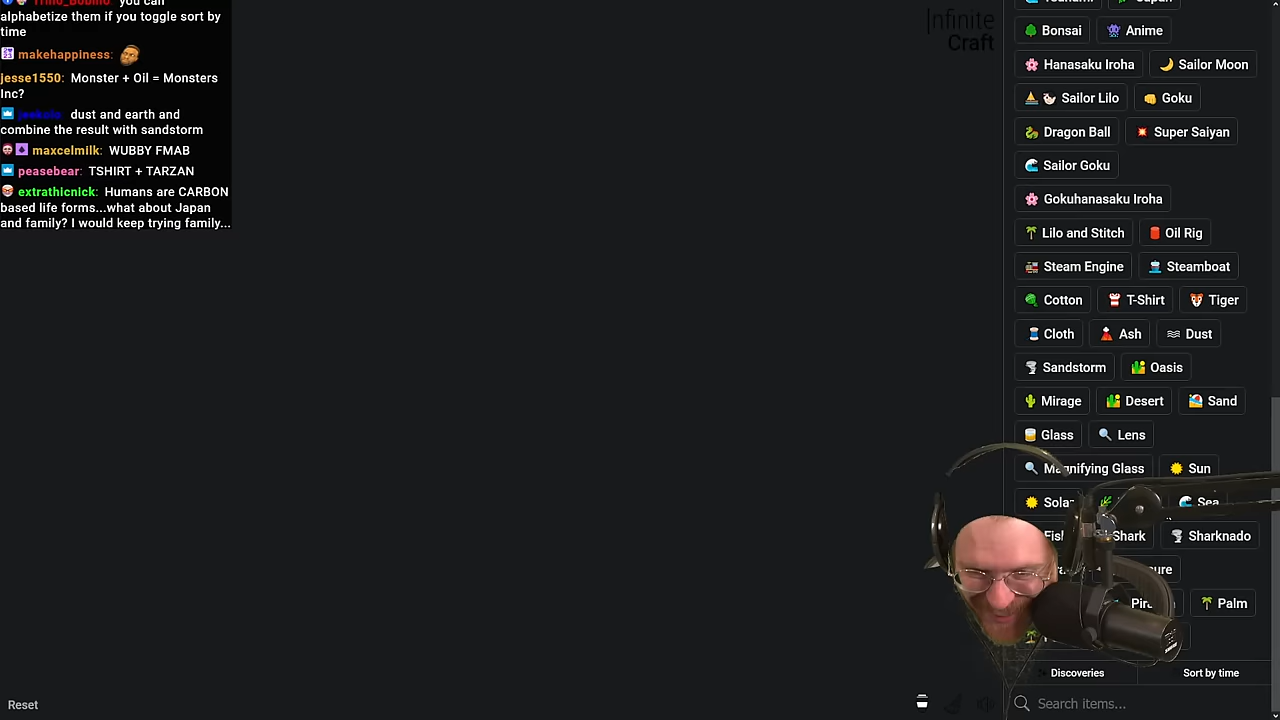 you can
alphabetize them if you toggle sort by
time
makehappiness:
jesse1550: Monster + Oil = Monsters
Inc?
dust and earth and
combine the result with sandstorm
maxcelmilk: WUBBY FMAB
peasebear: TSHIRT + TARZAN
extrathicnick: Humans are CARBON
based life forms...what about Japan
and family? I would keep trying family...
Infinite
Craft
Bonsai Anime
Hanasaku Iroha Sailor Moon
Sailor Lilo Goku
Dragon Ball Super Saiyan
Sailor Goku
Gokuhanasaku Iroha
Lilo and Stitch Oil Rig
Steam Engine Steamboat
Cotton T-Shirt Tiger
Cloth Ash Dust
Sandstorm Oasis
Mirage Desert Sand
Glass Lens
Magnifying Glass Sun
Sea
Shark Sharknado
Palm
Discoveries Sort by time
Search items...
Reset